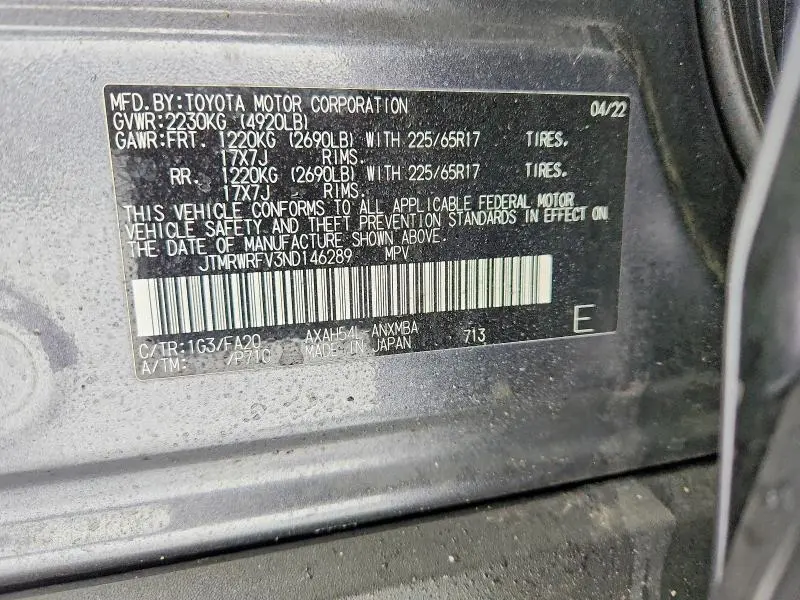 MFD.BY:TOYOTA MOTOR CORPORATION 04/22
GVWR:2230KG (4920LB)
GAWR:FRT. 1220KG (2690LB) WITH 225/65R17 TIRES.
17X7J RIMS.
RR. 1220KG (2690LB) WITH 225/65R17 TIRES.
17X7J RIMS.
THIS VEHICLE CONFORMS TO ALL APPLICABLE FEDERAL MOTOR
VEHICLE SAFETY AND THEFT PREVENTION STANDARDS IN EFFECT ON
THE DATE OF MANUFACTURE SHOWN ABOVE.
JTMRWRFV3ND146289 MPV
C/TR:1G3/FA20 AXAH54L-ANXMBA 713 E
A/TM: /P710 MADE IN JAPAN